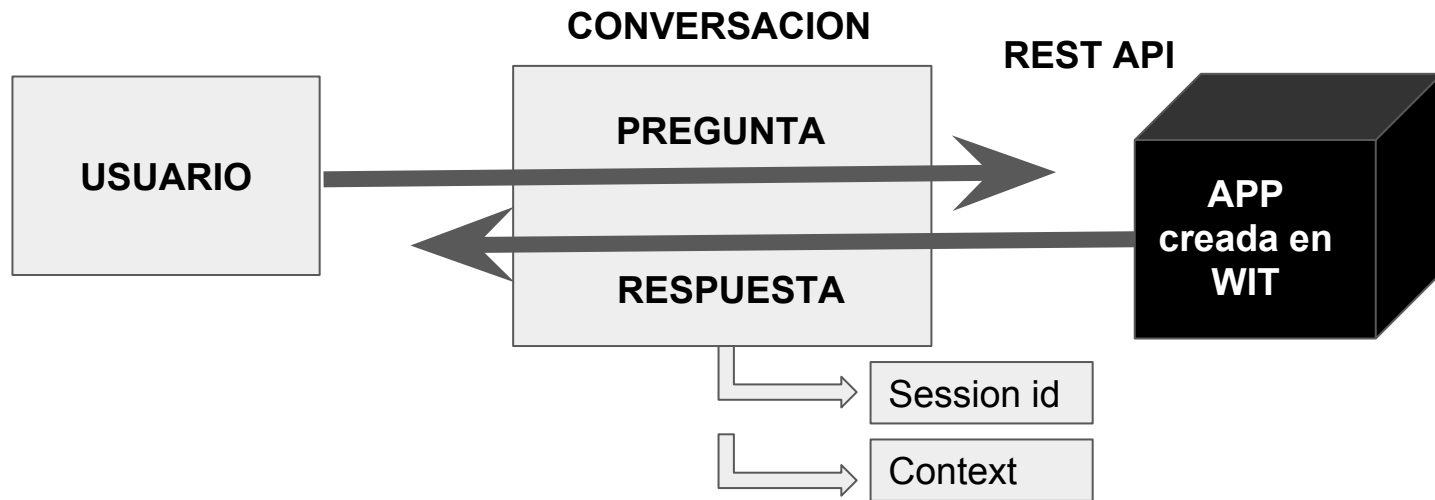 CONVERSACION
REST API
USUARIO
PREGUNTA
RESPUESTA
APP
creada en
WIT
Session id
Context